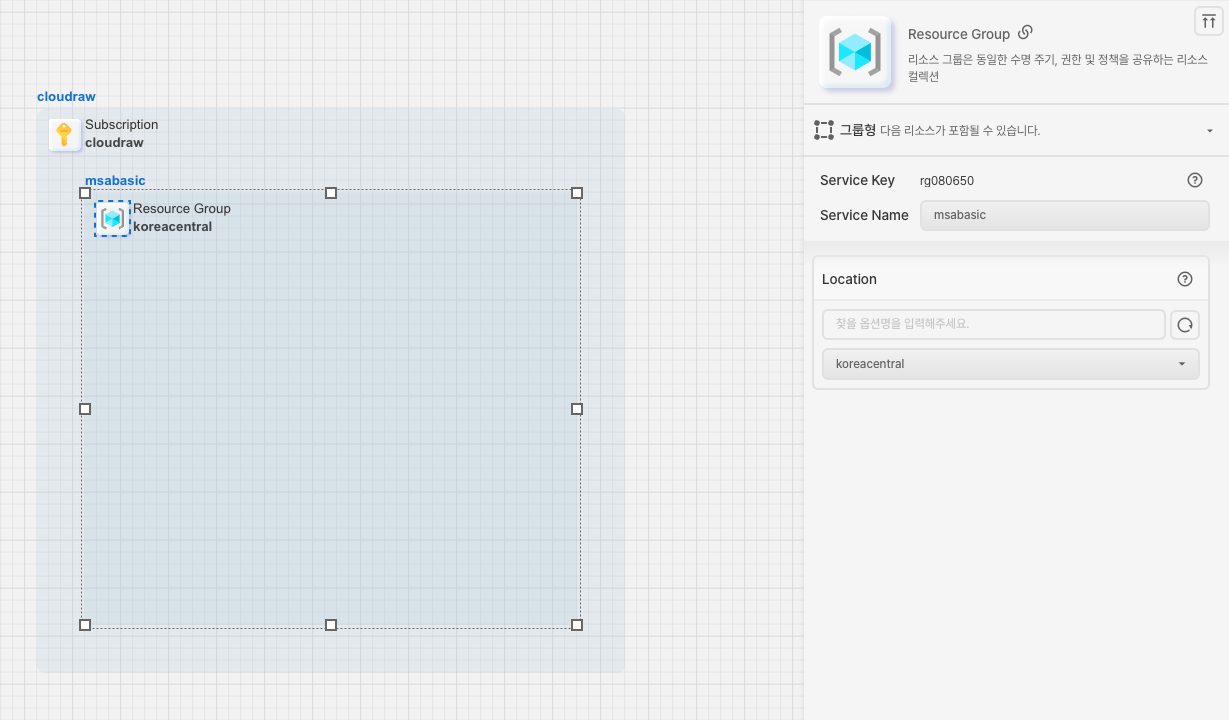 cloudraw
Subscription
cloudraw
msabasic
Resource Group
koreacentral
Resource Group
리소스 그룹은 동일한 수명 주기, 권한 및 정책을 공유하는 리소스
컬렉션
그룹형 다음 리소스가 포함될 수 있습니다.
Service Key rg080650
Service Name msabasic
Location
찾을 옵션명을 입력해주세요.
koreacentral